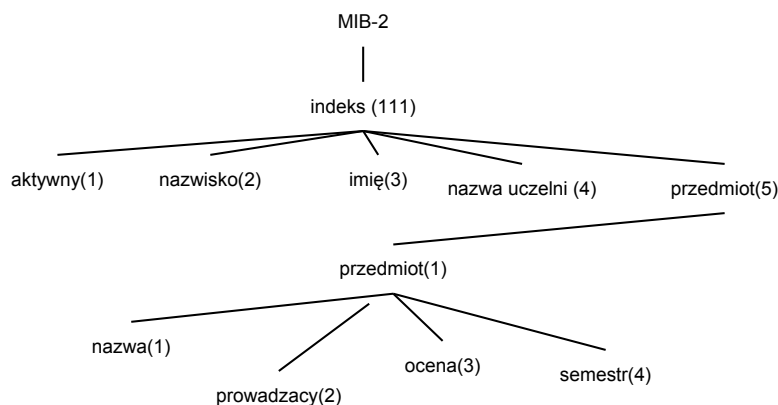 MIB-2
indeks (111)
aktywny(1) nazwisko(2) imię(3) nazwa uczelni (4) przedmiot(5)
przedmiot(1)
nazwa(1) prowadzacy(2) ocena(3) semestr(4)